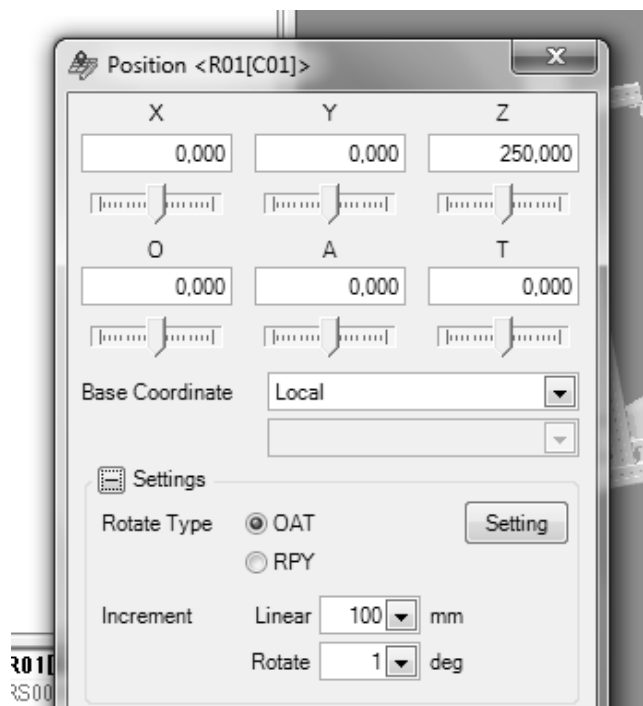 Position <R01[C01]>
X Y Z
0,000 0,000 250,000
O A T
0,000 0,000 0,000
Base Coordinate Local
Settings
Rotate Type OAT Setting
RPY
Increment Linear 100 mm
Rotate 1 deg
R01[
RS00